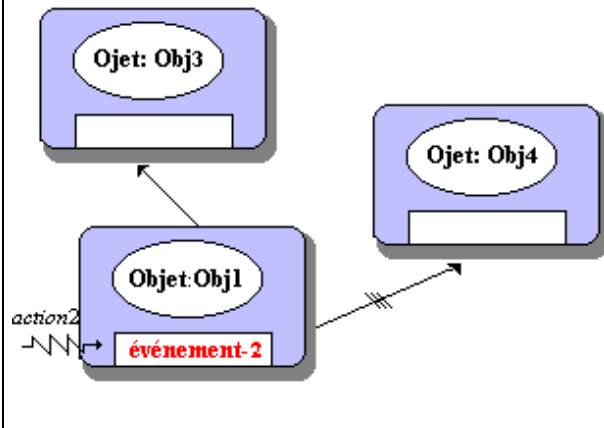 Ojet: Obj3
Ojet: Obj4
Objet:Obj1
action2
événement-2